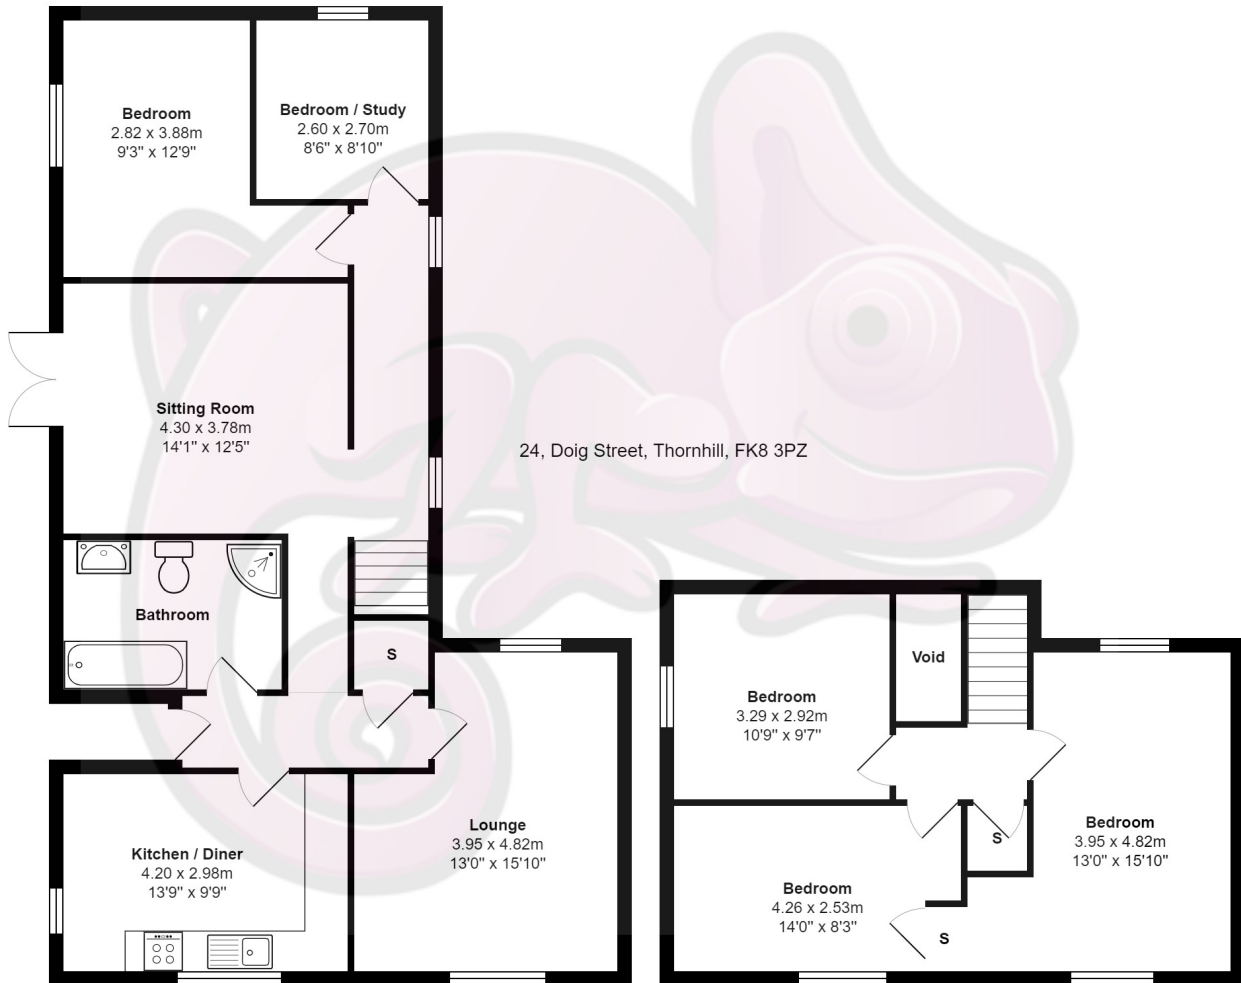 Bedroom
2.82 x 3.88m
9'3" x 12'9"
Bedroom / Study
2.60 x 2.70m
8'6" x 8'10"
Sitting Room
4.30 x 3.78m
14'1" x 12'5"
24, Doig Street, Thornhill, FK8 3PZ
Bathroom
S
Lounge
3.95 x 4.82m
13'0" x 15'10"
Kitchen / Diner
4.20 x 2.98m
13'9" x 9'9"
Void
Bedroom
3.29 x 2.92m
10'9" x 9'7"
S
Bedroom
3.95 x 4.82m
13'0" x 15'10"
Bedroom
4.26 x 2.53m
14'0" x 8'3"
S